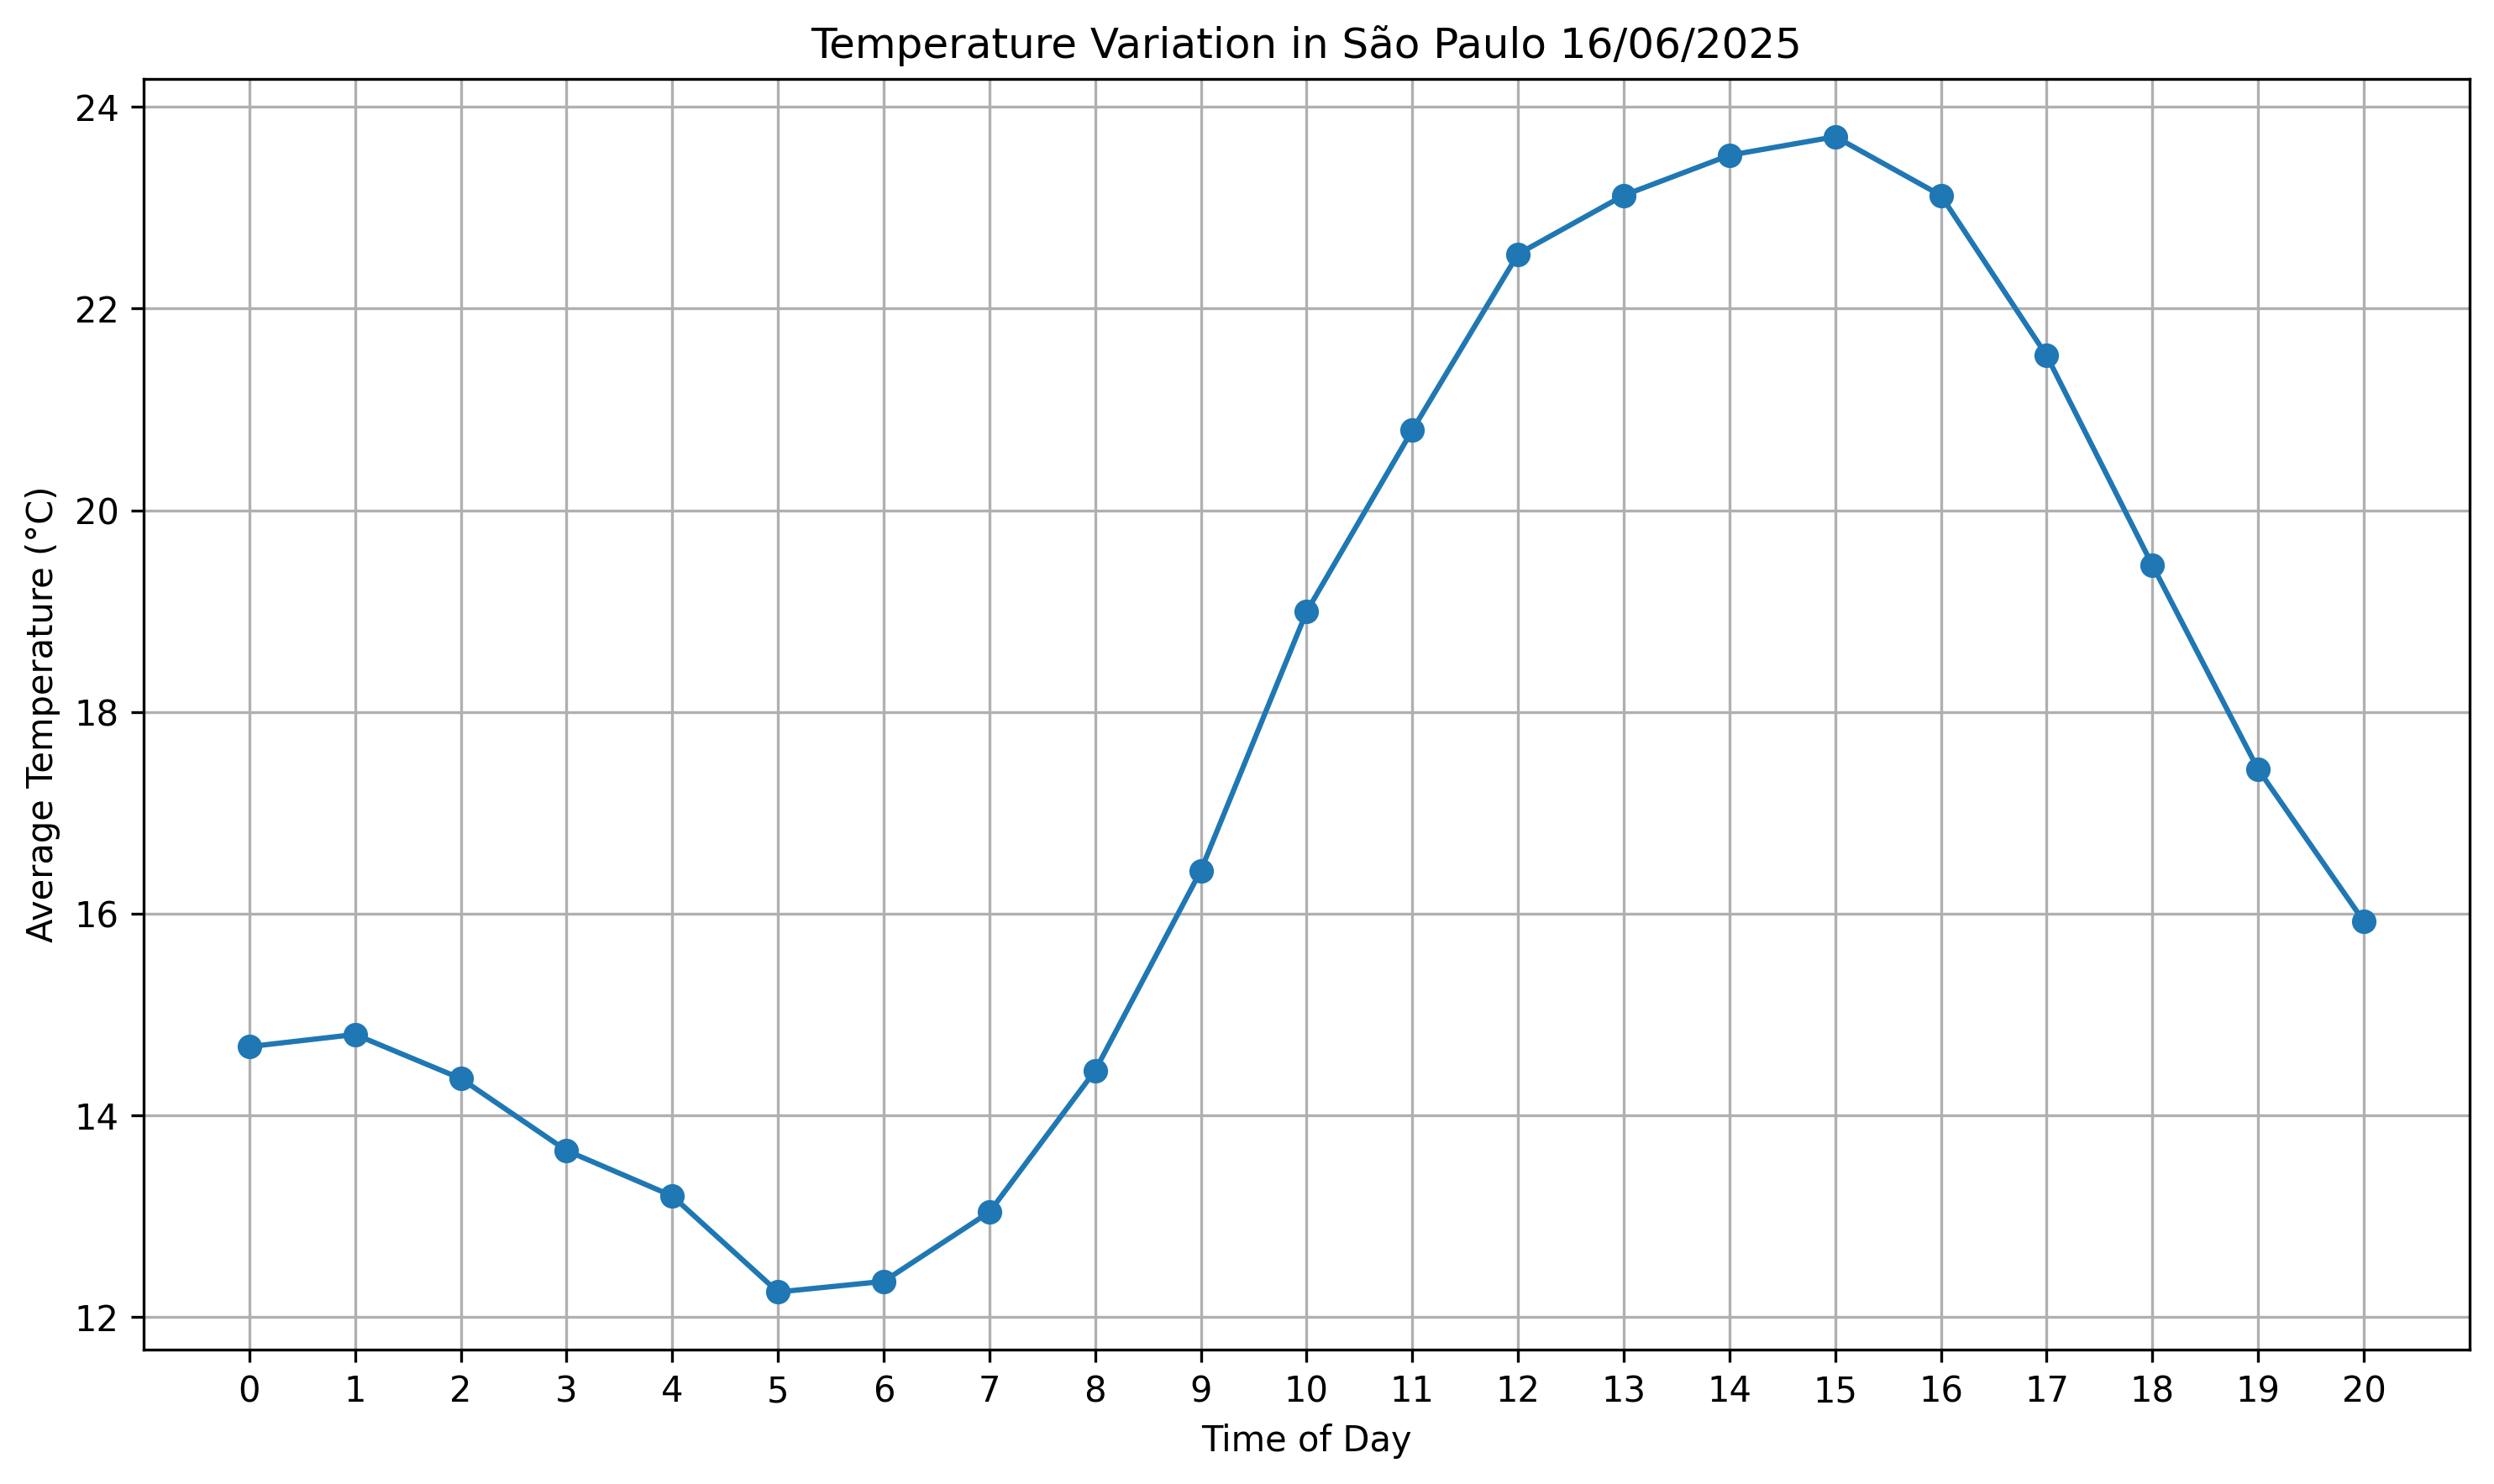 Temperature Variation in São Paulo 16/06/2025
24
22
20
18
16
14
12
Average Temperature (°C)
0 1 2 3 4 5 6 7 8 9 10 11 12 13 14 15 16 17 18 19 20
Time of Day